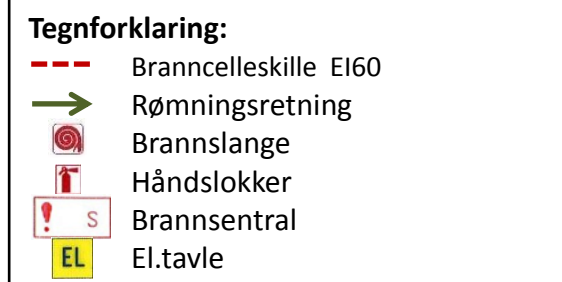 Tegnforklaring:
Branncelleskille EI60
Rømningsretning
Brannslange
Håndslokker
! S Brannsentral
EL El.tavle